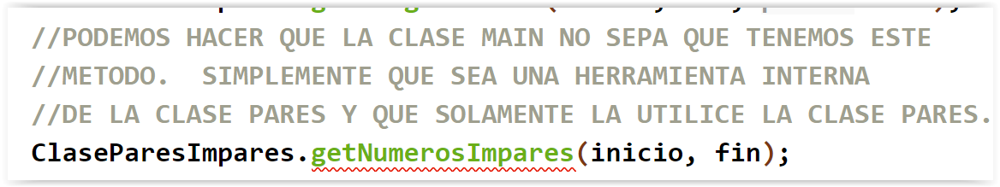 //PODEMOS HACER QUE LA CLASE MAIN NO SEPA QUE TENEMOS ESTE
//METODO.  SIMPLEMENTE QUE SEA UNA HERRAMIENTA INTERNA
//DE LA CLASE PARES Y QUE SOLAMENTE LA UTILICE LA CLASE PARES.
ClaseParesImpares.getNumerosImpares(inicio, fin);